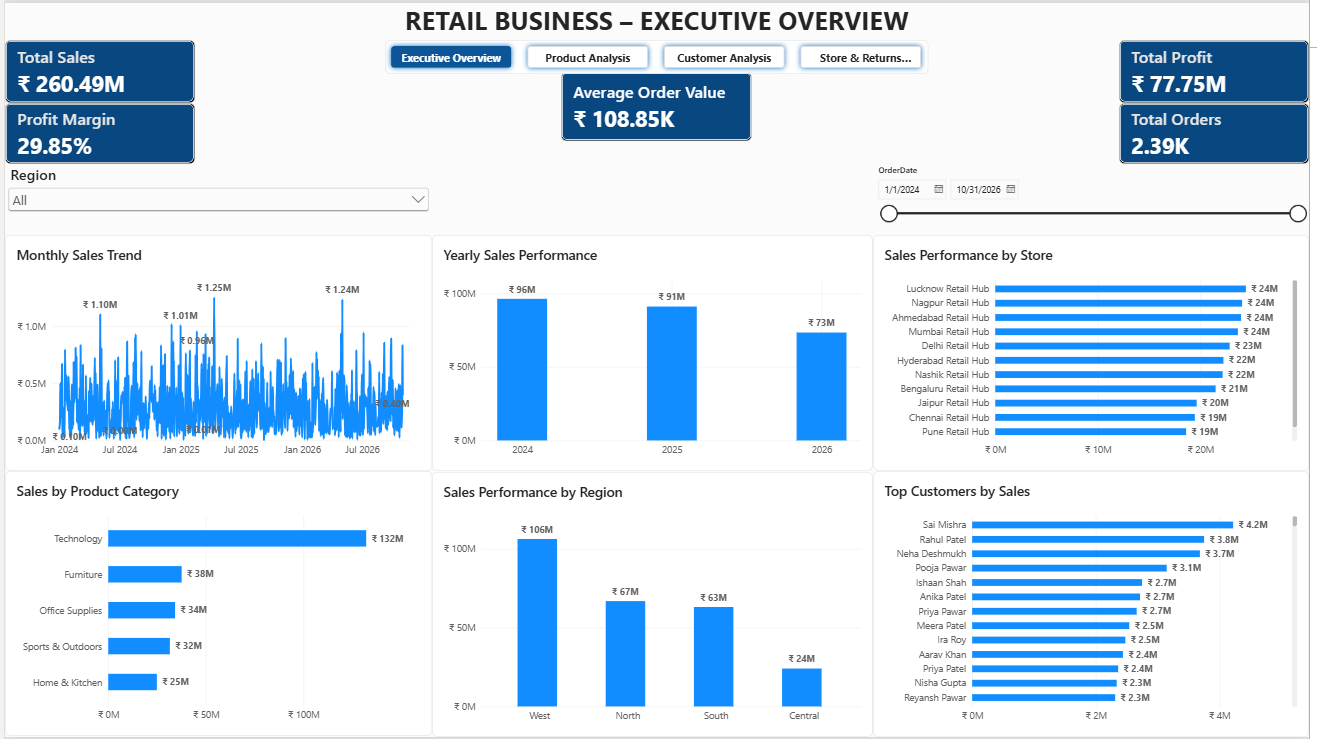 RETAIL BUSINESS – EXECUTIVE OVERVIEW
Executive Overview
Product Analysis
Customer Analysis
Store & Returns...
Total Sales
₹ 260.49M
Profit Margin
29.85%
Average Order Value
₹ 108.85K
Total Profit
₹ 77.75M
Total Orders
2.39K
Region
All
OrderDate
1/1/2024
10/31/2026
Monthly Sales Trend
₹ 1.25M
₹ 1.24M
₹ 1.10M
₹ 1.01M
₹ 0.96M
₹ 1.0M
₹ 0.5M
₹ 0.0M
₹ 0.10M
₹ 0.01M
Jan 2024
Jul 2024
Jan 2025
Jul 2025
Jan 2026
Jul 2026
Yearly Sales Performance
₹ 100M
₹ 50M
₹ 0M
₹ 96M
₹ 91M
₹ 73M
2024
2025
2026
Sales Performance by Store
Lucknow Retail Hub ₹ 24M
Nagpur Retail Hub ₹ 24M
Ahmedabad Retail Hub ₹ 24M
Mumbai Retail Hub ₹ 24M
Delhi Retail Hub ₹ 23M
Hyderabad Retail Hub ₹ 22M
Nashik Retail Hub ₹ 22M
Bengaluru Retail Hub ₹ 21M
Jaipur Retail Hub ₹ 20M
Chennai Retail Hub ₹ 19M
Pune Retail Hub ₹ 19M
₹ 0M
₹ 10M
₹ 20M
Sales by Product Category
Technology ₹ 132M
Furniture ₹ 38M
Office Supplies ₹ 34M
Sports & Outdoors ₹ 32M
Home & Kitchen ₹ 25M
₹ 0M
₹ 50M
₹ 100M
Sales Performance by Region
₹ 100M
₹ 50M
₹ 0M
₹ 106M
₹ 67M
₹ 63M
₹ 24M
West
North
South
Central
Top Customers by Sales
Sai Mishra ₹ 4.2M
Rahul Patel ₹ 3.8M
Neha Deshmukh ₹ 3.7M
Pooja Pawar ₹ 3.1M
Ishaan Shah ₹ 2.7M
Anika Patel ₹ 2.7M
Priya Pawar ₹ 2.7M
Meera Patel ₹ 2.5M
Ira Roy ₹ 2.5M
Aarav Khan ₹ 2.4M
Priya Patel ₹ 2.4M
Nisha Gupta ₹ 2.3M
Reyansh Pawar ₹ 2.3M
₹ 0M
₹ 2M
₹ 4M